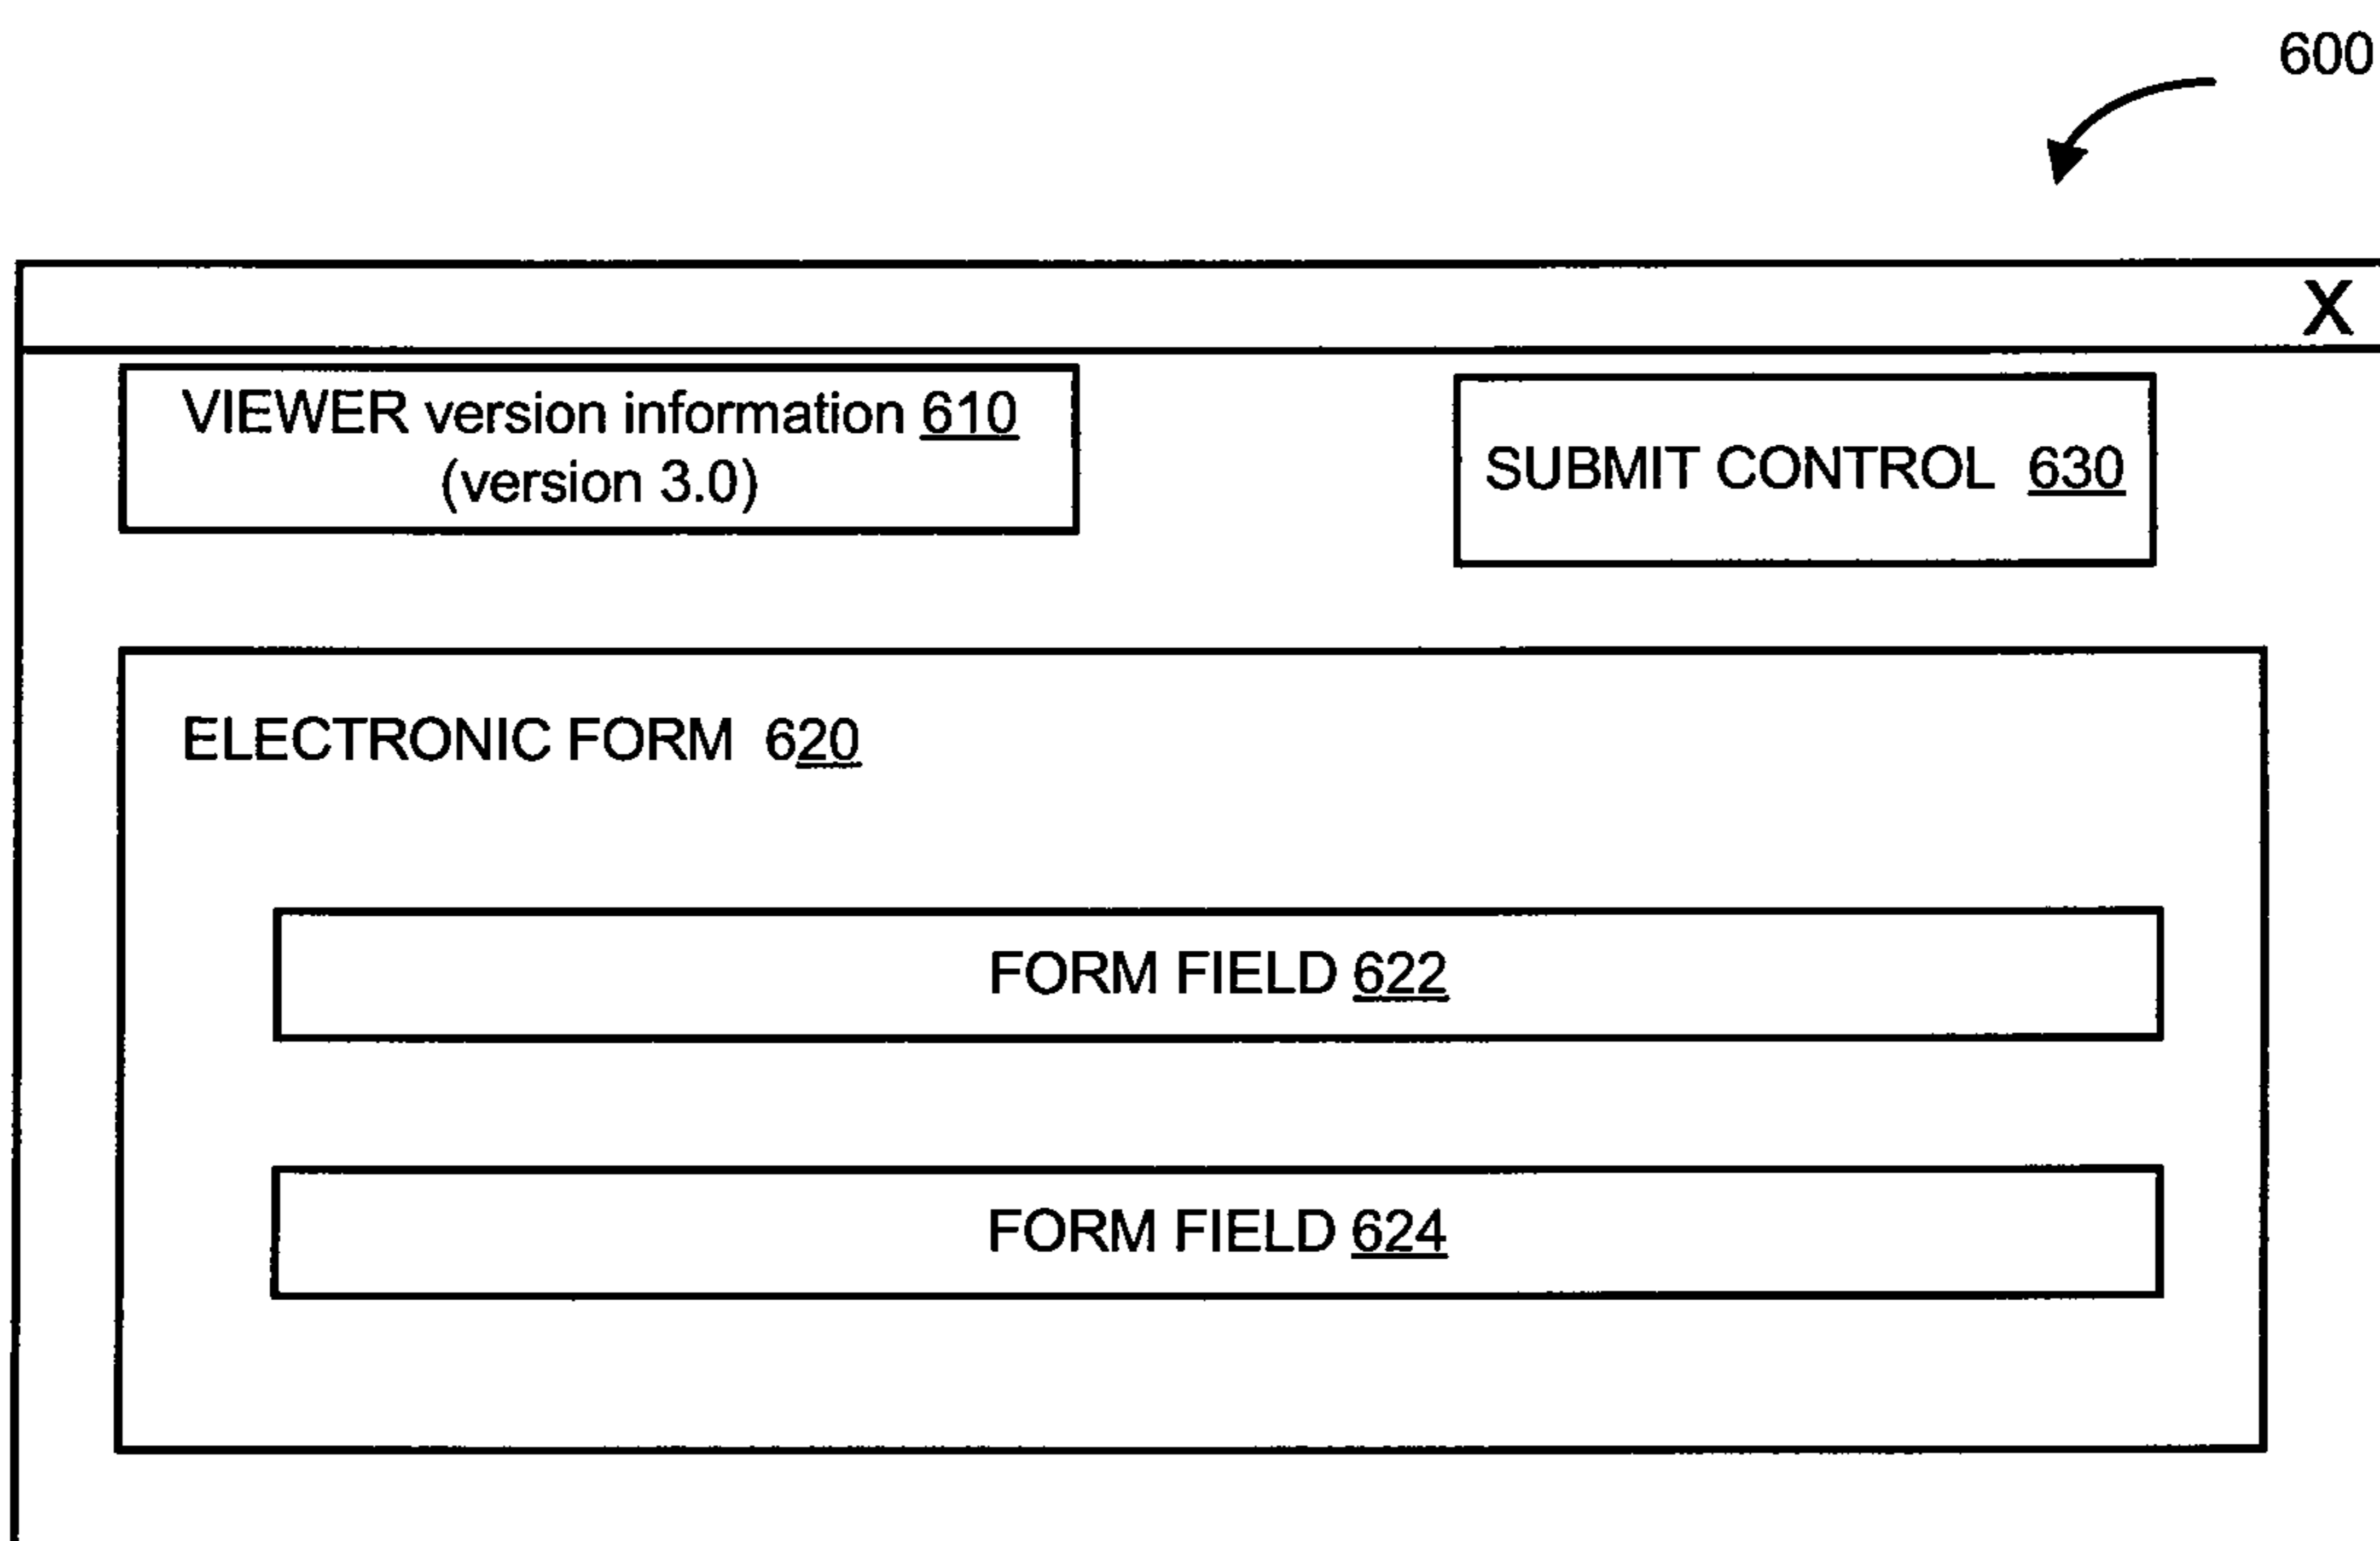 600
X
VIEWER version information 610
(version 3.0)
SUBMIT CONTROL 630
ELECTRONIC FORM 620
FORM FIELD 622
FORM FIELD 624